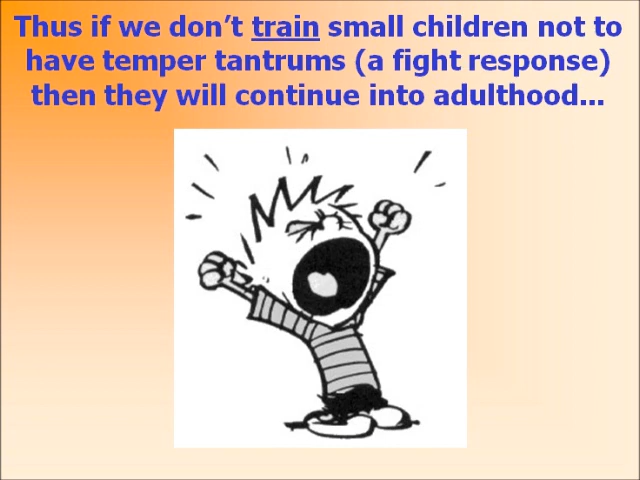 Thus if we don’t train small children not to
have temper tantrums (a fight response)
then they will continue into adulthood...